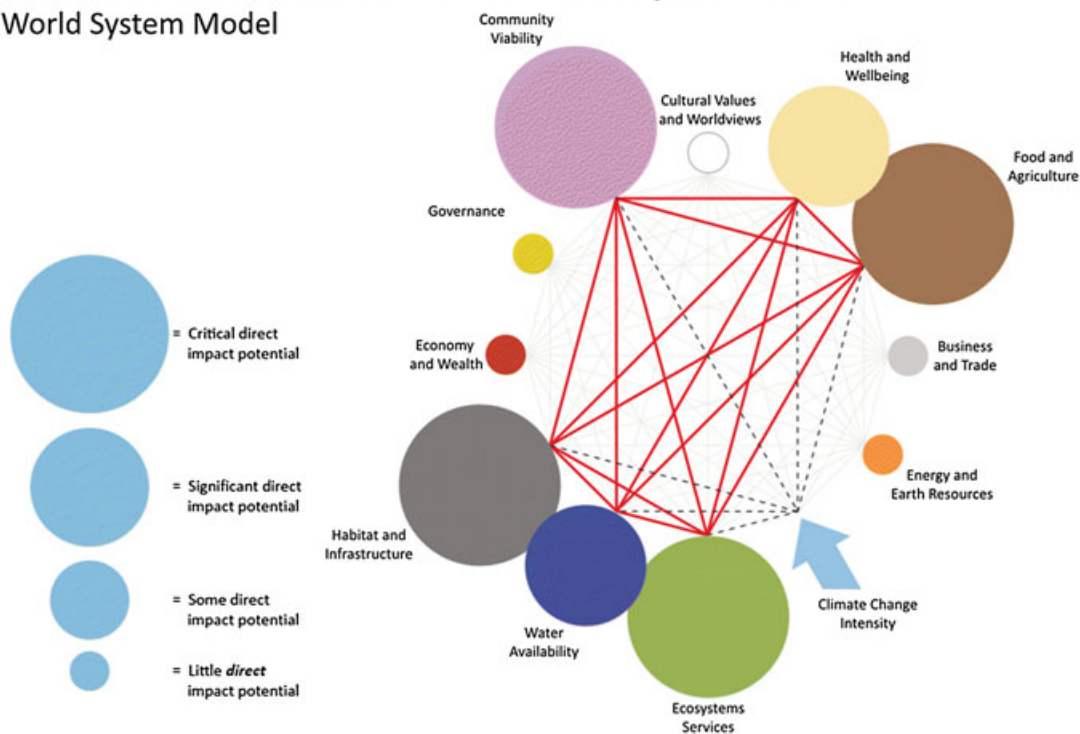 World System Model
Community
Viability
Health and
Wellbeing
Cultural Values
and Worldviews
Food and
Agriculture
Governance
= Critical direct
impact potential
Economy
and Wealth
Business
and Trade
= Significant direct
impact potential
Energy and
Earth Resources
Habitat and
Infrastructure
= Some direct
impact potential
Climate Change
Intensity
Water
Availability
= Little direct
impact potential
Ecosystems
Services